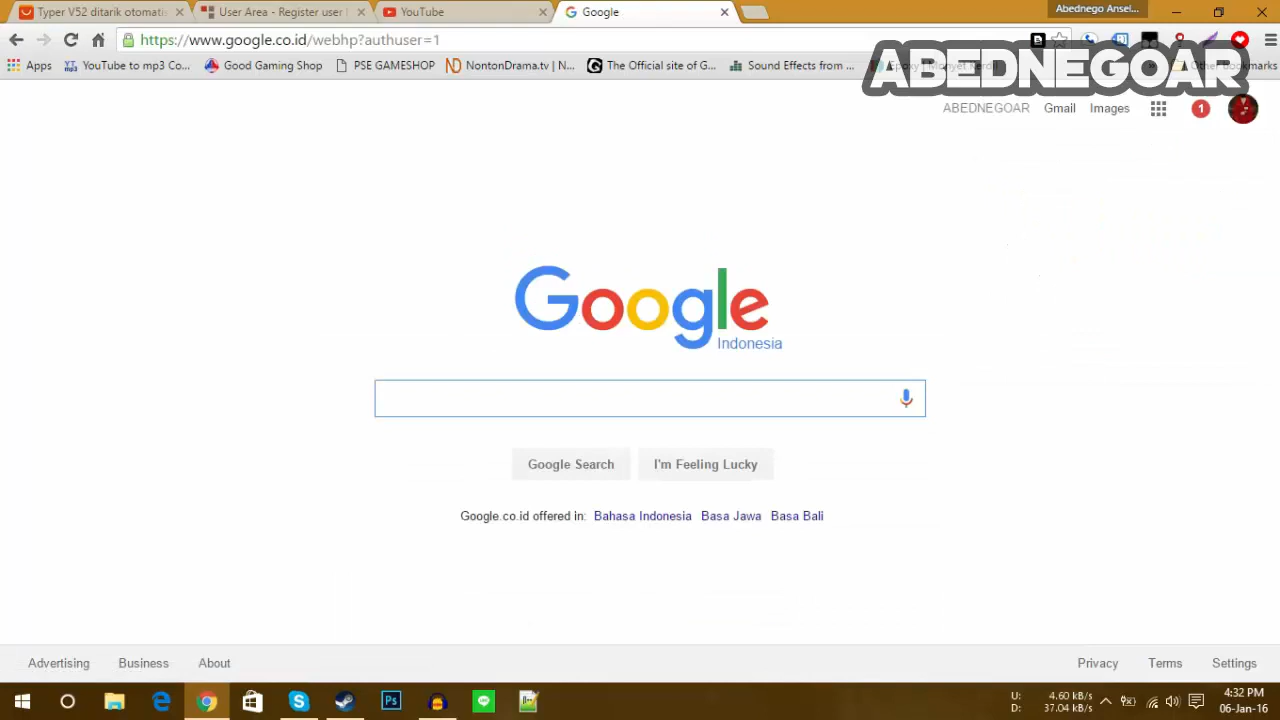 Typer V52 ditarik otomatis
User Area - Register user
YouTube
Google
Abednego Ansel...
https://www.google.co.id/webhp?authuser=1
Apps
YouTube to mp3 Co...
Good Gaming Shop
PSE GAMESHOP
NontonDrama.tv | N...
The Official site of G...
Sound Effects from ...
Other bookmarks
ABEDNEGOAR
ABEDNEGOAR
Gmail
Images
1
Google
Indonesia
Google Search
I'm Feeling Lucky
Google.co.id offered in: Bahasa Indonesia Basa Jawa Basa Bali
Advertising
Business
About
Privacy
Terms
Settings
U: 4.60 kB/s
D: 37.04 kB/s
4:32 PM
06-Jan-16